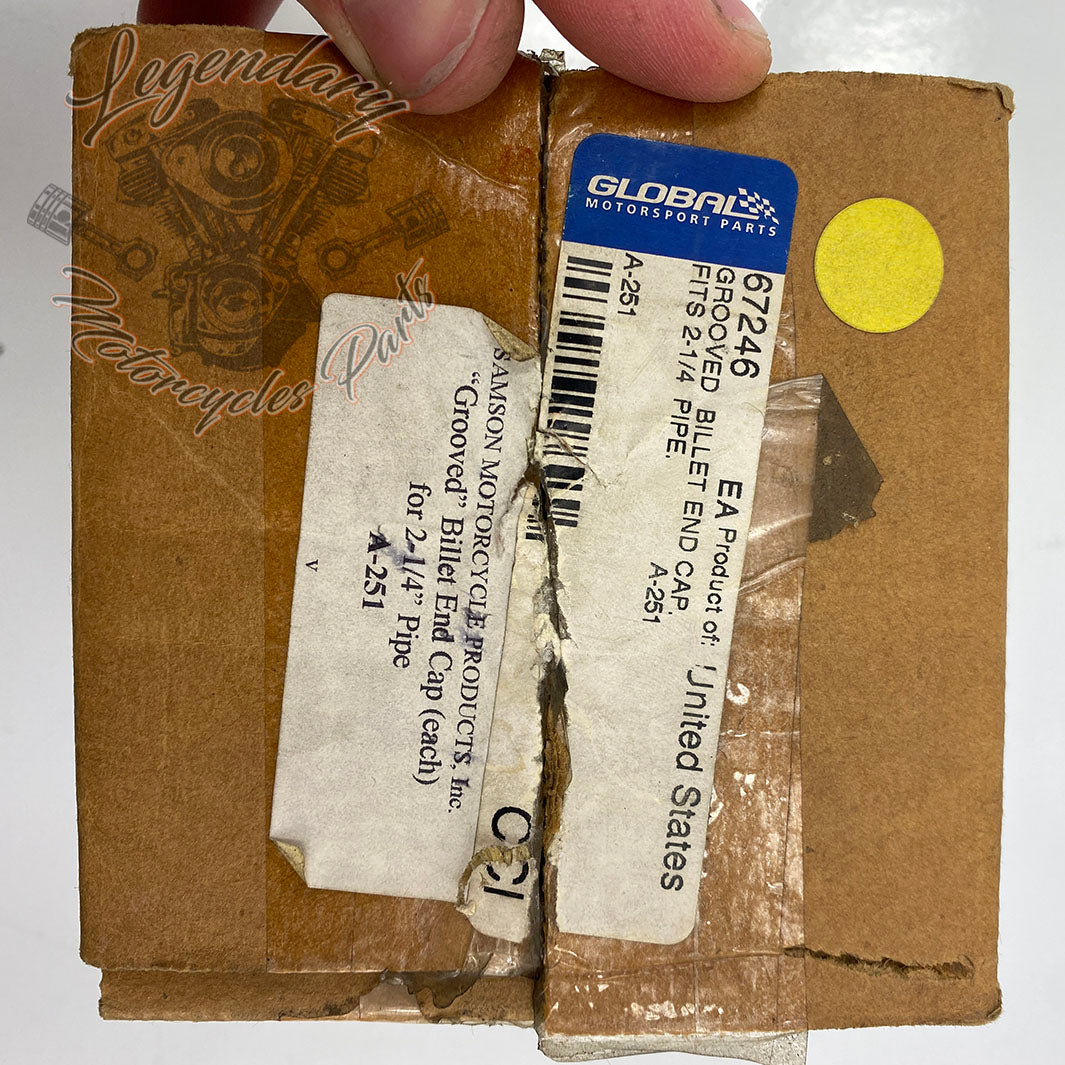 Legendary
Motorcycles Parts
GLOBAL
MOTORSPORT PARTS
67246 EA Product of: United States
GROOVED BILLET END CAP.
FITS 2-1/4 PIPE. A-251
A-251
SAMSON MOTORCYCLE PRODUCTS, Inc.
“Grooved” Billet End Cap (each)
for 2-1/4” Pipe
A-251
v
CCI